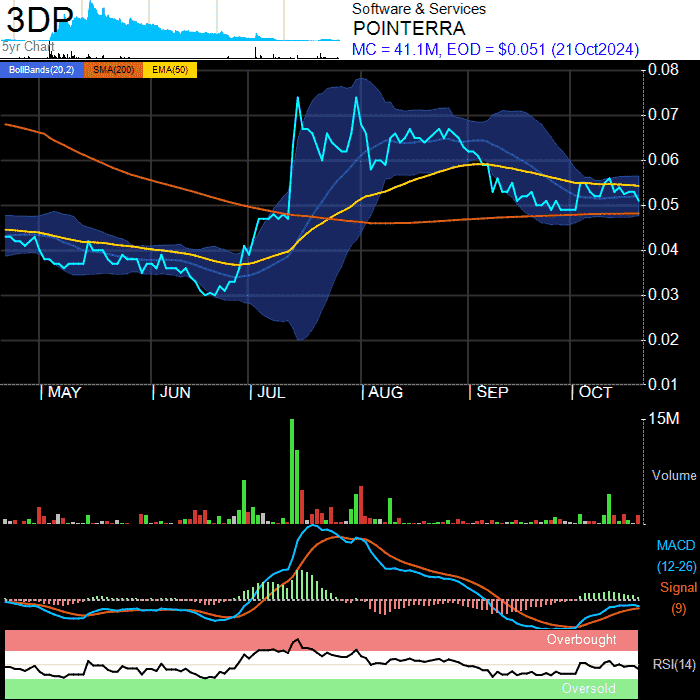 3DP
5yr Chart
Software & Services
POINTERRA
MC = 41.1M, EOD = $0.051 (21Oct2024)
BollBands(20,2) SMA(200) EMA(50)
0.08
0.07
0.06
0.05
0.04
0.03
0.02
0.01
MAY JUN JUL AUG SEP OCT
15M
Volume
MACD
(12-26)
Signal
(9)
Overbought
RSI(14)
Oversold